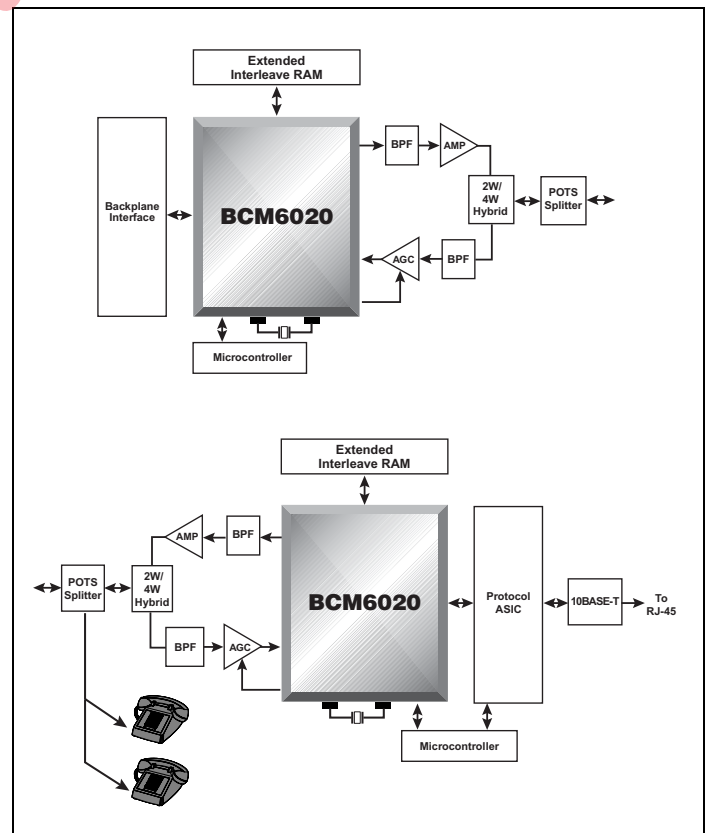 Extended
Interleave RAM
BPF
AMP
Backplane
Interface
BCM6020
2W/
4W
Hybrid
POTS
Splitter
AGC
BPF
Microcontroller
Extended
Interleave RAM
AMP
BPF
POTS
Splitter
2W/
4W
Hybrid
BCM6020
Protocol
ASIC
10BASE-T
To
RJ-45
BPF
AGC
Microcontroller